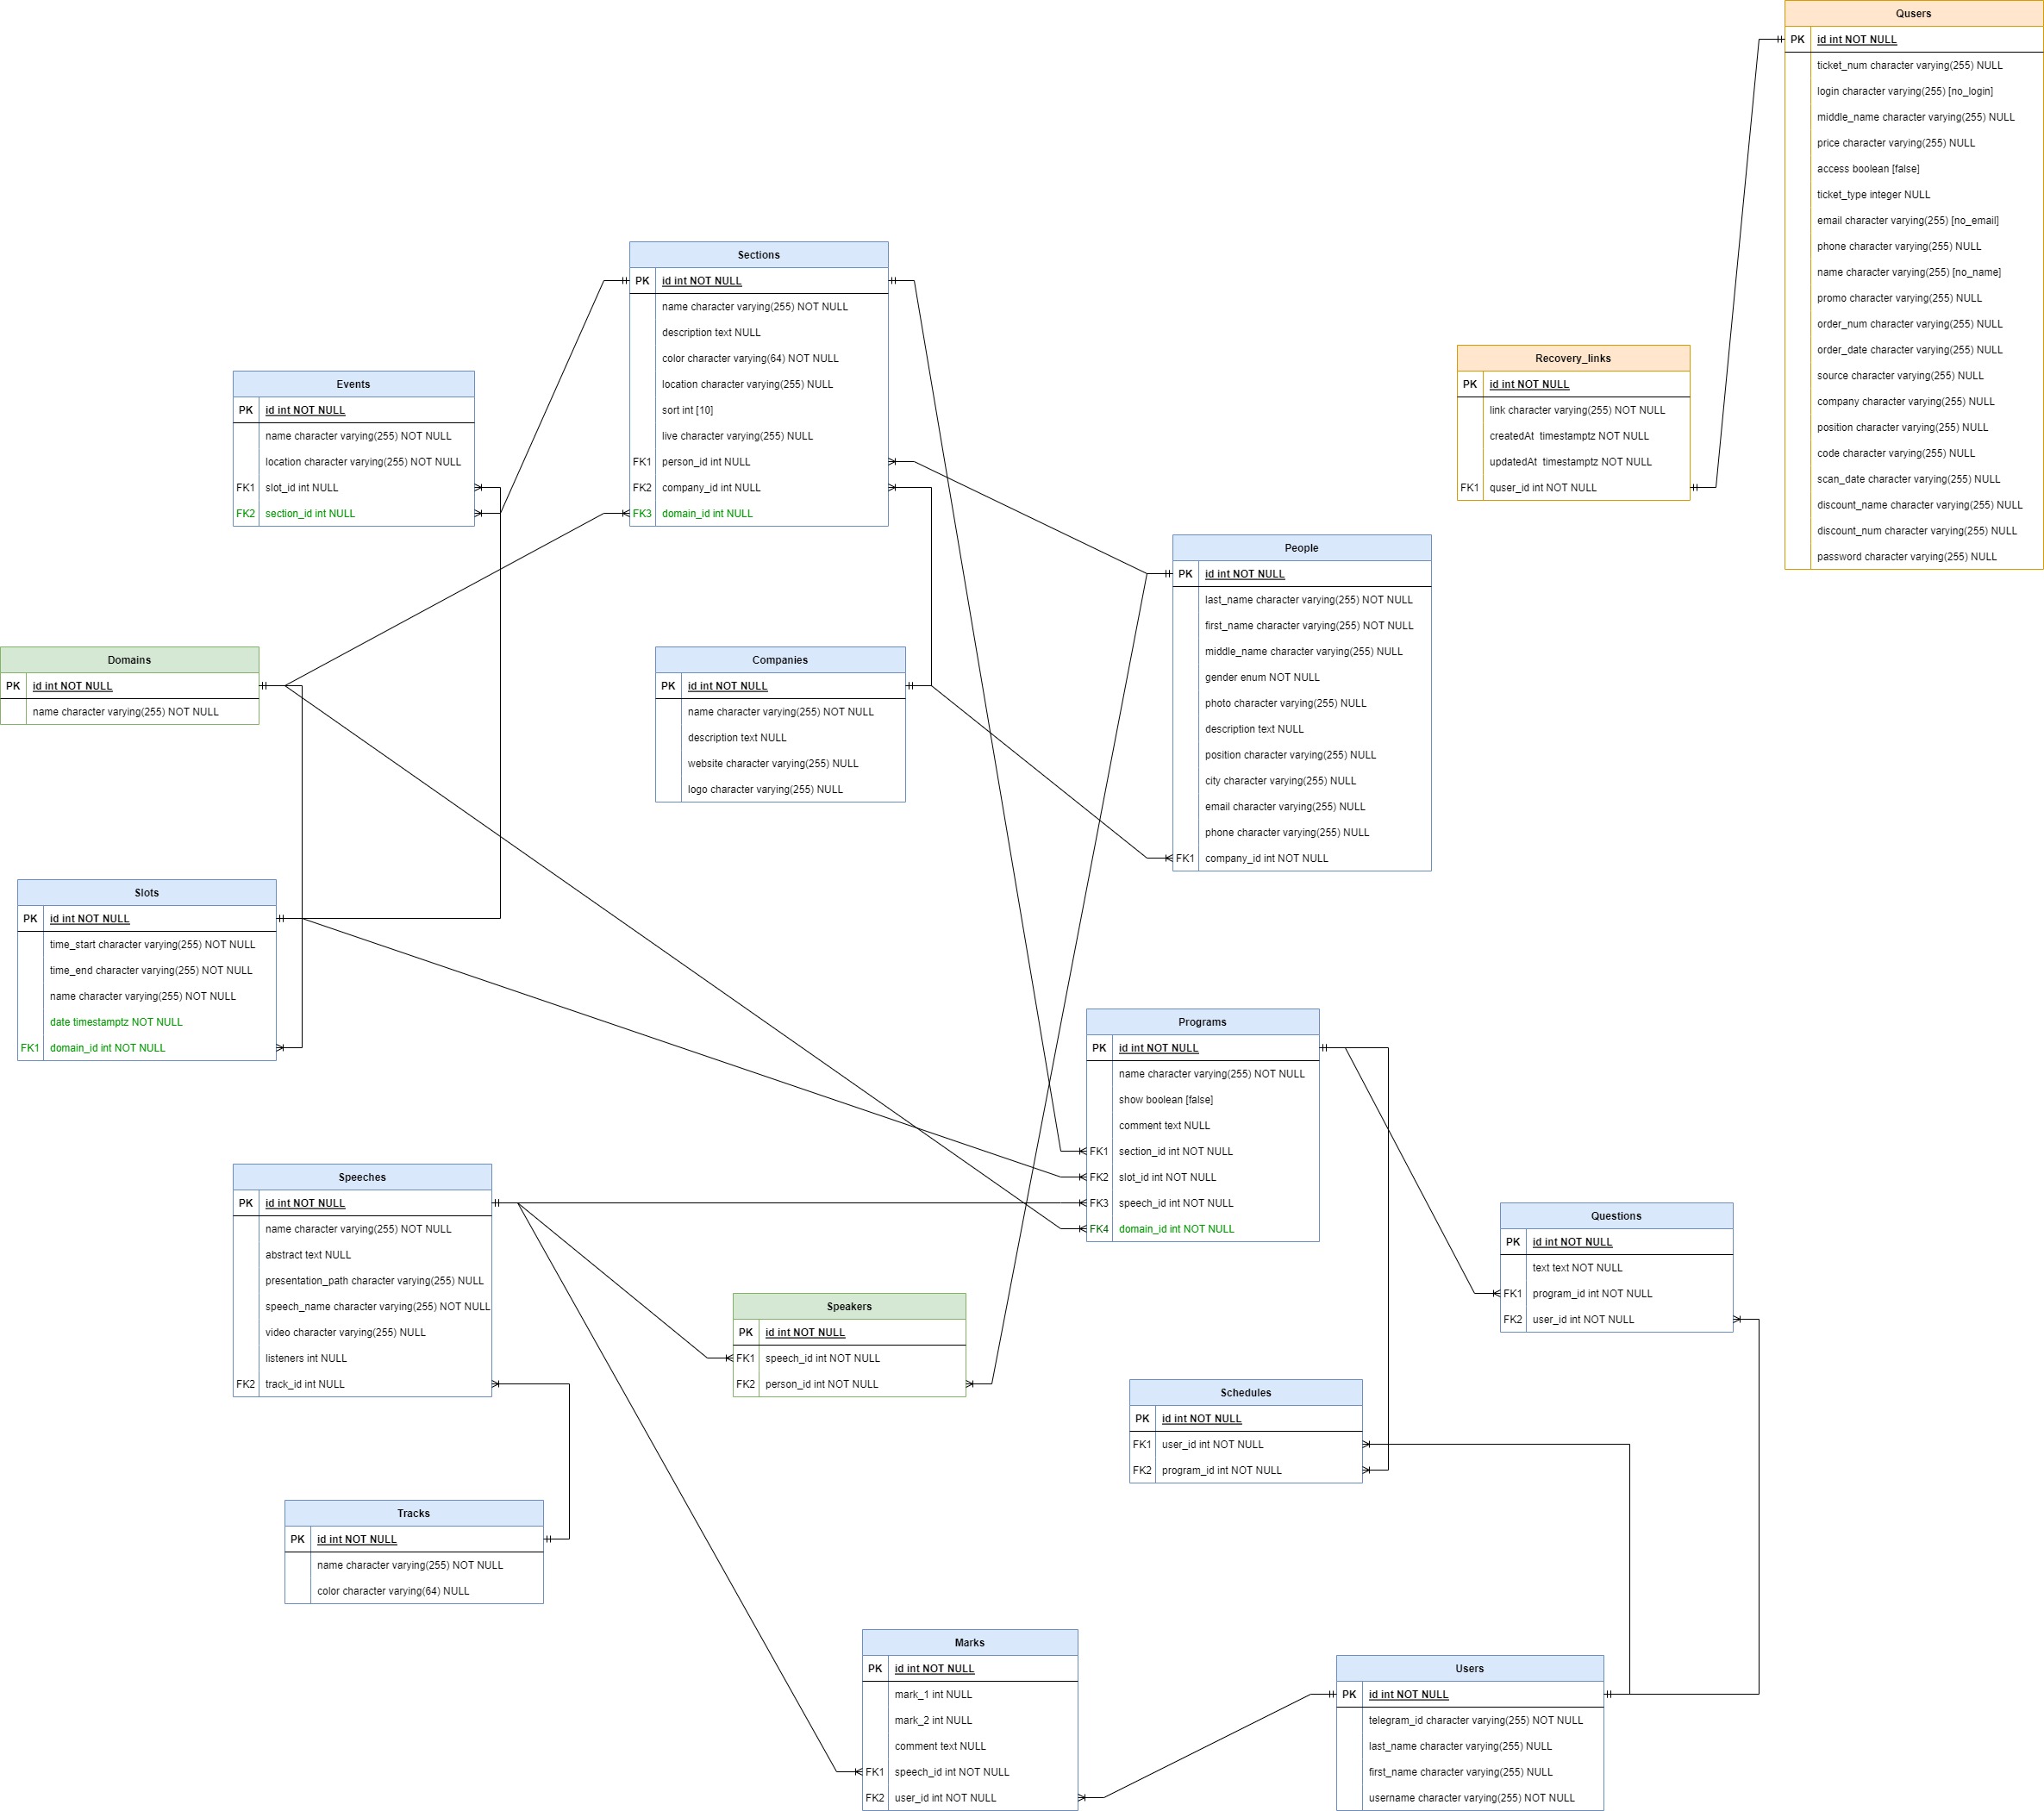 Qusers
PK id int NOT NULL
ticket_num character varying(255) NULL
login character varying(255) [no_login]
middle_name character varying(255) NULL
price character varying(255) NULL
access boolean [false]
ticket_type integer NULL
email character varying(255) [no_email]
phone character varying(255) NULL
name character varying(255) [no_name]
promo character varying(255) NULL
order_num character varying(255) NULL
order_date character varying(255) NULL
source character varying(255) NULL
company character varying(255) NULL
position character varying(255) NULL
code character varying(255) NULL
scan_date character varying(255) NULL
discount_name character varying(255) NULL
discount_num character varying(255) NULL
password character varying(255) NULL
Sections
PK id int NOT NULL
name character varying(255) NOT NULL
description text NULL
color character varying(64) NOT NULL
location character varying(255) NULL
sort int [10]
live character varying(255) NULL
FK1 person_id int NULL
FK2 company_id int NULL
FK3 domain_id int NULL
Recovery_links
PK id int NOT NULL
link character varying(255) NOT NULL
createdAt  timestamptz NOT NULL
updatedAt  timestamptz NOT NULL
FK1 quser_id int NOT NULL
Events
PK id int NOT NULL
name character varying(255) NOT NULL
location character varying(255) NOT NULL
FK1 slot_id int NULL
FK2 section_id int NULL
People
PK id int NOT NULL
last_name character varying(255) NOT NULL
first_name character varying(255) NOT NULL
middle_name character varying(255) NULL
gender enum NOT NULL
photo character varying(255) NULL
description text NULL
position character varying(255) NULL
city character varying(255) NULL
email character varying(255) NULL
phone character varying(255) NULL
FK1 company_id int NOT NULL
Domains
PK id int NOT NULL
name character varying(255) NOT NULL
Companies
PK id int NOT NULL
name character varying(255) NOT NULL
description text NULL
website character varying(255) NULL
logo character varying(255) NULL
Slots
PK id int NOT NULL
time_start character varying(255) NOT NULL
time_end character varying(255) NOT NULL
name character varying(255) NOT NULL
date timestamptz NOT NULL
FK1 domain_id int NOT NULL
Programs
PK id int NOT NULL
name character varying(255) NOT NULL
show boolean [false]
comment text NULL
FK1 section_id int NOT NULL
FK2 slot_id int NOT NULL
FK3 speech_id int NOT NULL
FK4 domain_id int NOT NULL
Speeches
PK id int NOT NULL
name character varying(255) NOT NULL
abstract text NULL
presentation_path character varying(255) NULL
speech_name character varying(255) NOT NULL
video character varying(255) NULL
listeners int NULL
FK2 track_id int NULL
Questions
PK id int NOT NULL
text text NOT NULL
FK1 program_id int NOT NULL
FK2 user_id int NOT NULL
Speakers
PK id int NOT NULL
FK1 speech_id int NOT NULL
FK2 person_id int NOT NULL
Schedules
PK id int NOT NULL
FK1 user_id int NOT NULL
FK2 program_id int NOT NULL
Tracks
PK id int NOT NULL
name character varying(255) NOT NULL
color character varying(64) NULL
Marks
PK id int NOT NULL
mark_1 int NULL
mark_2 int NULL
comment text NULL
FK1 speech_id int NOT NULL
FK2 user_id int NOT NULL
Users
PK id int NOT NULL
telegram_id character varying(255) NOT NULL
last_name character varying(255) NULL
first_name character varying(255) NULL
username character varying(255) NOT NULL